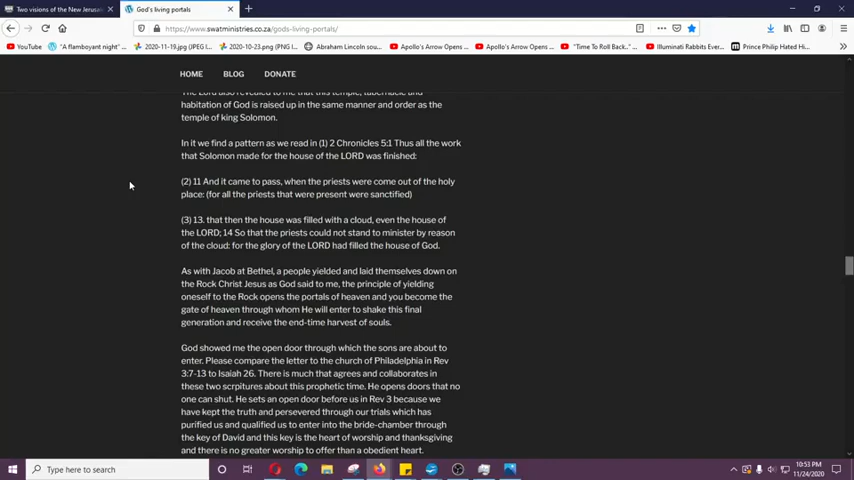 Two visions of the New Jerusal
God's living portals
https://www.swatministries.co.za/gods-living-portals/
YouTube
"A flamboyant night"
2020-11-19.jpg (JPEG I
2020-10-23.png (PNG I
Abraham Lincoln sou
Apollo's Arrow Opens
Apollo's Arrow Opens
"Time To Roll Back
Illuminati Rabbits Ever
Prince Philip Hated Hi
HOME BLOG DONATE
The Lord also revealed to me that this temple, tabernacle and
habitation of God is raised up in the same manner and order as the
temple of king Solomon.
In it we find a pattern as we read in (1) 2 Chronicles 5:1 Thus all the work
that Solomon made for the house of the LORD was finished:
(2) 11 And it came to pass, when the priests were come out of the holy
place: (for all the priests that were present were sanctified)
(3) 13. that then the house was filled with a cloud, even the house of
the LORD; 14 So that the priests could not stand to minister by reason
of the cloud: for the glory of the LORD had filled the house of God.
As with Jacob at Bethel, a people yielded and laid themselves down on
the Rock Christ Jesus as God said to me, the principle of yielding
oneself to the Rock opens the portals of heaven and you become the
gate of heaven through whom He will enter to shake this final
generation and receive the end-time harvest of souls.
God showed me the open door through which the sons are about to
enter. Please compare the letter to the church of Philadelphia in Rev
3:7-13 to Isaiah 26. There is much that agrees and collaborates in
these two scrpitures about this prophetic time. He opens doors that no
one can shut. He sets an open door before us in Rev 3 because we
have kept the truth and persevered through our trials which has
purified us and qualified us to enter into the bride-chamber through
the key of David and this key is the heart of worship and thanksgiving
and there is no greater worship to offer than a obedient heart.
Type here to search
10:53 PM
11/24/2020